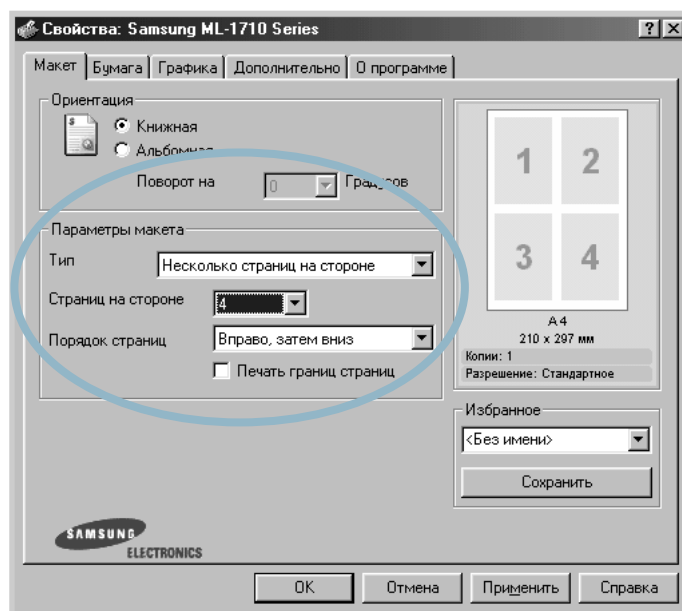 Свойства: Samsung ML-1710 Series
Макет Бумага Графика Дополнительно О программе
Ориентация
Книжная
Альбомная
Поворот на 0 Градусов
Параметры макета
Тип Несколько страниц на стороне
Страниц на стороне 4
Порядок страниц Вправо, затем вниз
Печать границ страниц
1 2
3 4
A4
210 x 297 мм
Копии: 1
Разрешение: Стандартное
Избранное
<Без имени>
Сохранить
SAMSUNG
ELECTRONICS
OK Отмена Применить Справка